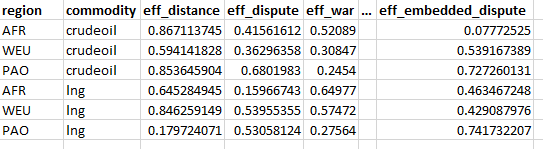 region commodity eff_distance eff_dispute eff_war ... eff_embedded_dispute
AFR crudeoil 0.867113745 0.41561612 0.52089 0.07772525
WEU crudeoil 0.594141828 0.36296358 0.30847 0.539167389
PAO crudeoil 0.853645904 0.6801983 0.2454 0.727260131
AFR lng 0.645284945 0.15966743 0.64977 0.463467248
WEU lng 0.846259149 0.53955355 0.57472 0.429087976
PAO lng 0.179724071 0.53058124 0.27564 0.741732207